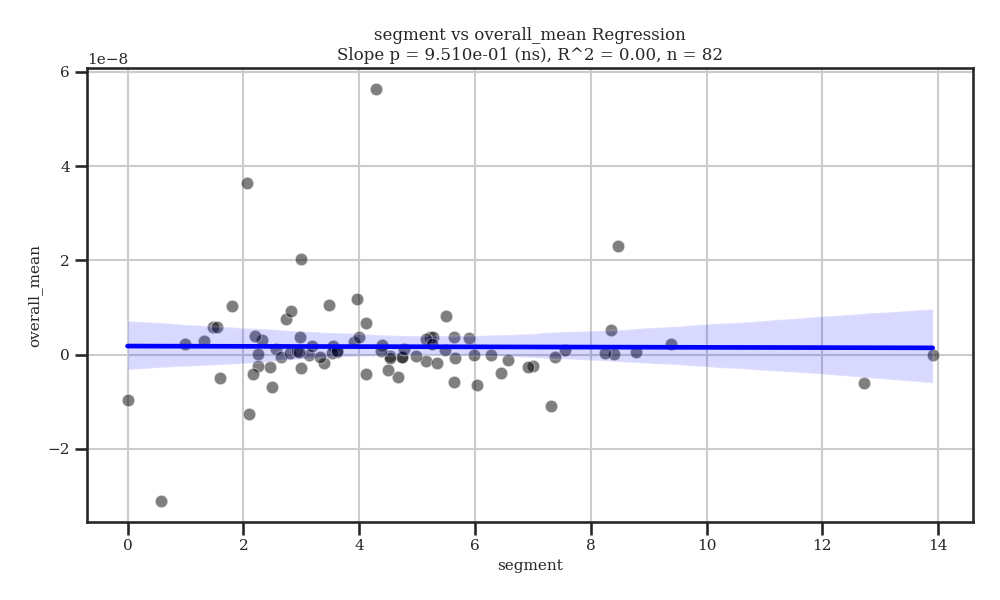 segment vs overall_mean Regression
Slope p = 9.510e-01 (ns), R^2 = 0.00, n = 82
1e−8
6
4
2
0
−2
overall_mean
0 2 4 6 8 10 12 14
segment